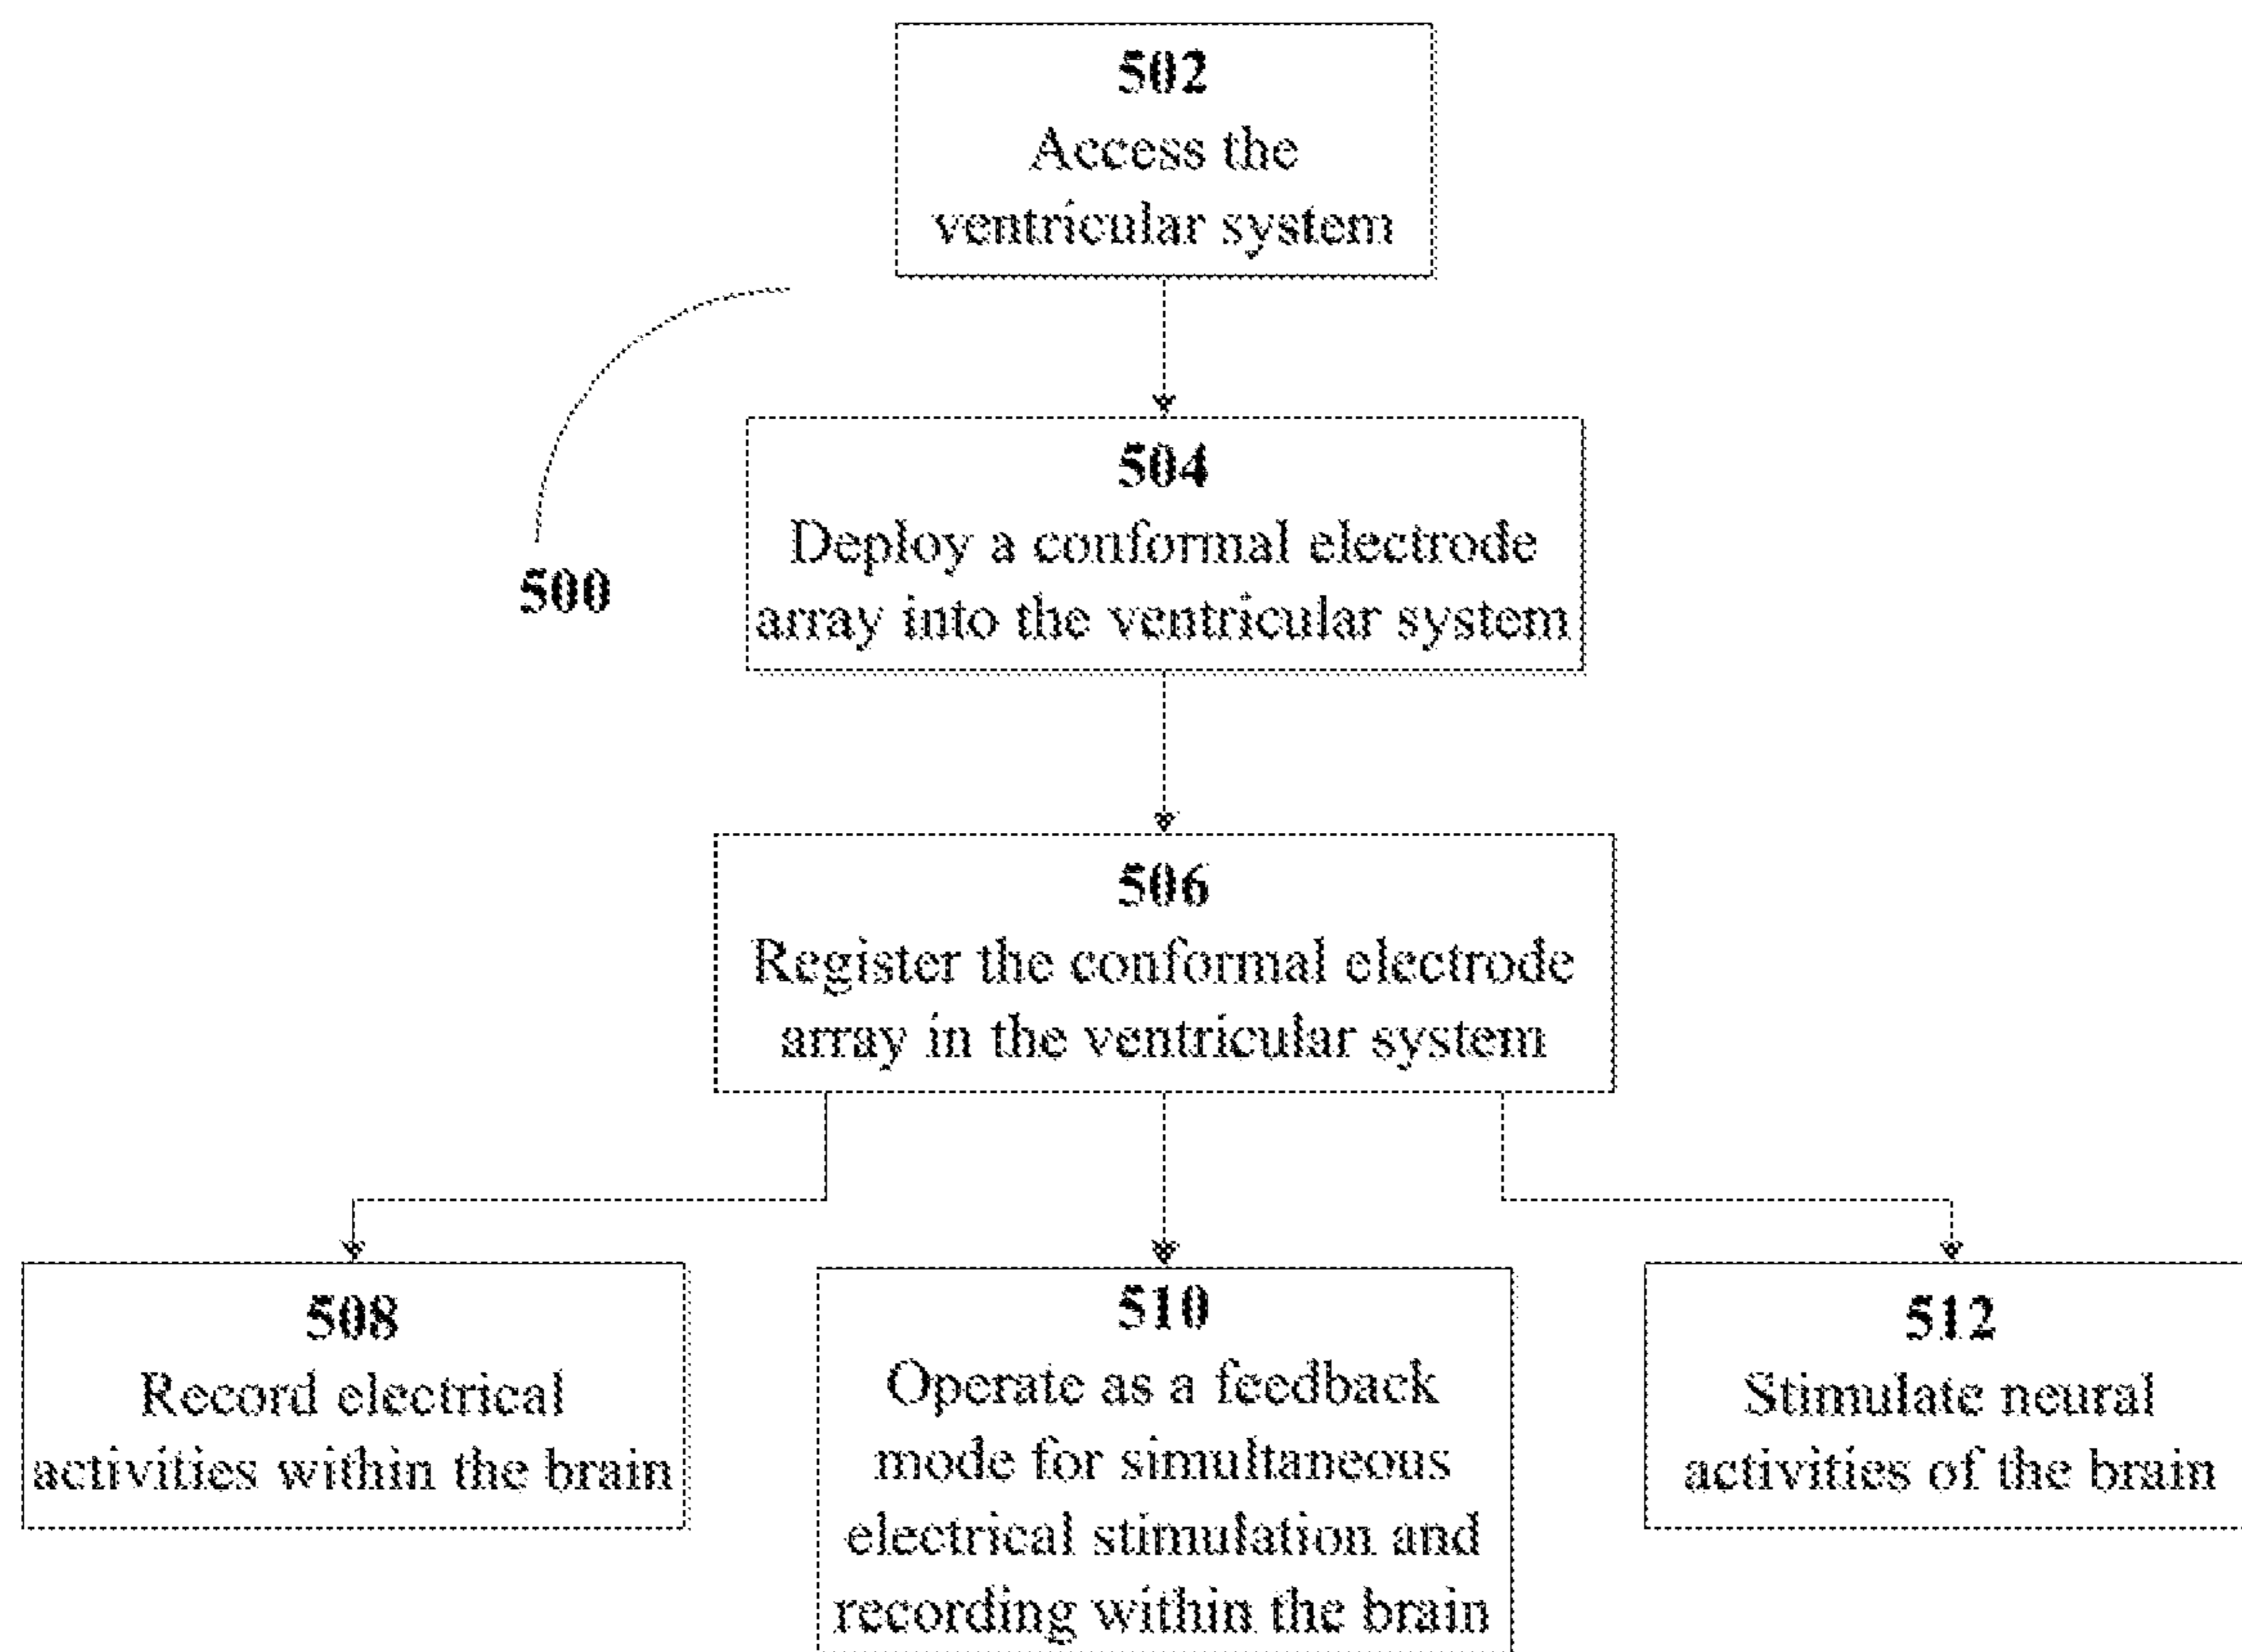 502
Access the
ventricular system
504
Deploy a conformal electrode
array into the ventricular system
500
506
Register the conformal electrode
array in the ventricular system
508
Record electrical
activities within the brain
510
Operate as a feedback
mode for simultaneous
electrical stimulation and
recording within the brain
512
Stimulate neural
activities of the brain